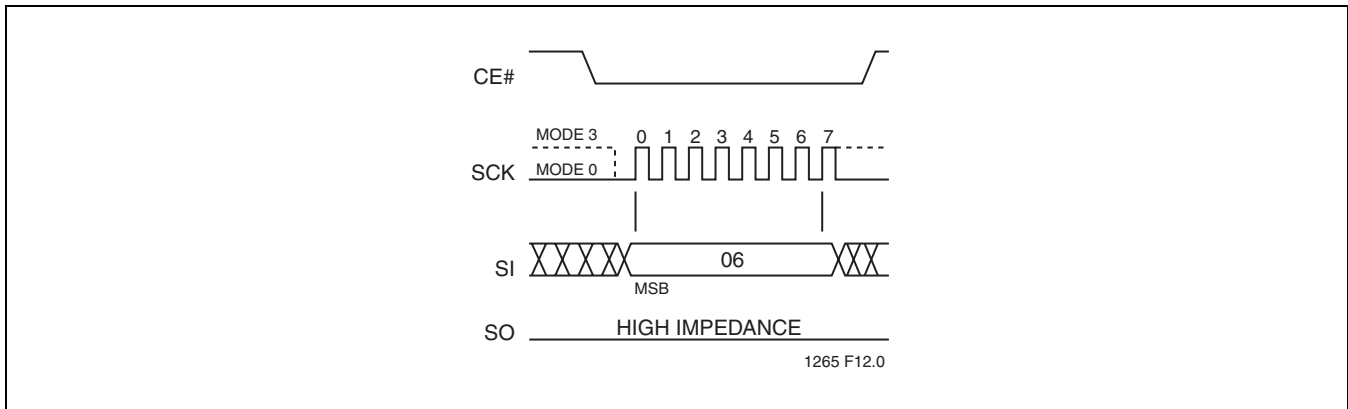 CE#
MODE 3
0 1 2 3 4 5 6 7
SCK
MODE 0
SI
06
MSB
SO
HIGH IMPEDANCE
1265 F12.0